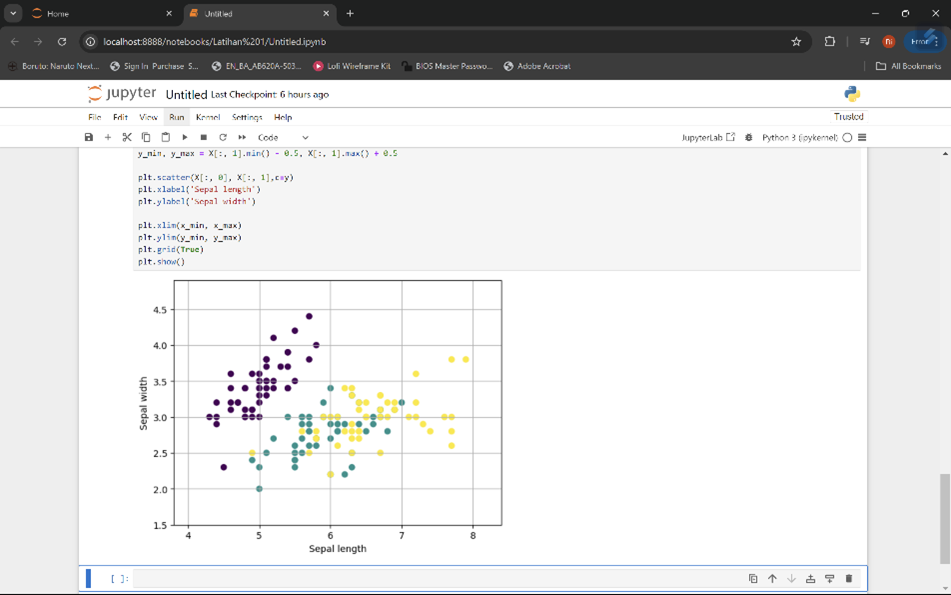 Home
Untitled
localhost:8888/notebooks/Latihan%201/Untitled.ipynb
ni
Error
Boruto: Naruto Next...
Sign In Purchase S...
EN_BA_AB620A-503...
Lofi Wireframe Kit
BIOS Master Passwo...
Adobe Acrobat
All Bookmarks
jupyter Untitled Last Checkpoint: 6 hours ago
File Edit View Run Kernel Settings Help
Trusted
Code
JupyterLab
Python 3 (ipykernel)
y_min, y_max = X[:, 1].min() - 0.5, X[:, 1].max() + 0.5
plt.scatter(X[:, 0], X[:, 1],c=y)
plt.xlabel('Sepal length')
plt.ylabel('Sepal width')
plt.xlim(x_min, x_max)
plt.ylim(y_min, y_max)
plt.grid(True)
plt.show()
4.5
4.0
3.5
3.0
2.5
2.0
1.5
Sepal width
4 5 6 7 8
Sepal length
[ ]: